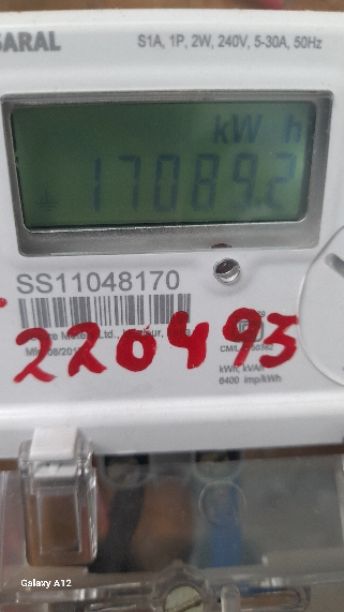 SARAL S1A, 1P, 2W, 240V, 5-30A, 50Hz
kW h
17089.2
SS11048170
220493
kWh, kVAh
6400 imp/kWh
Galaxy A12